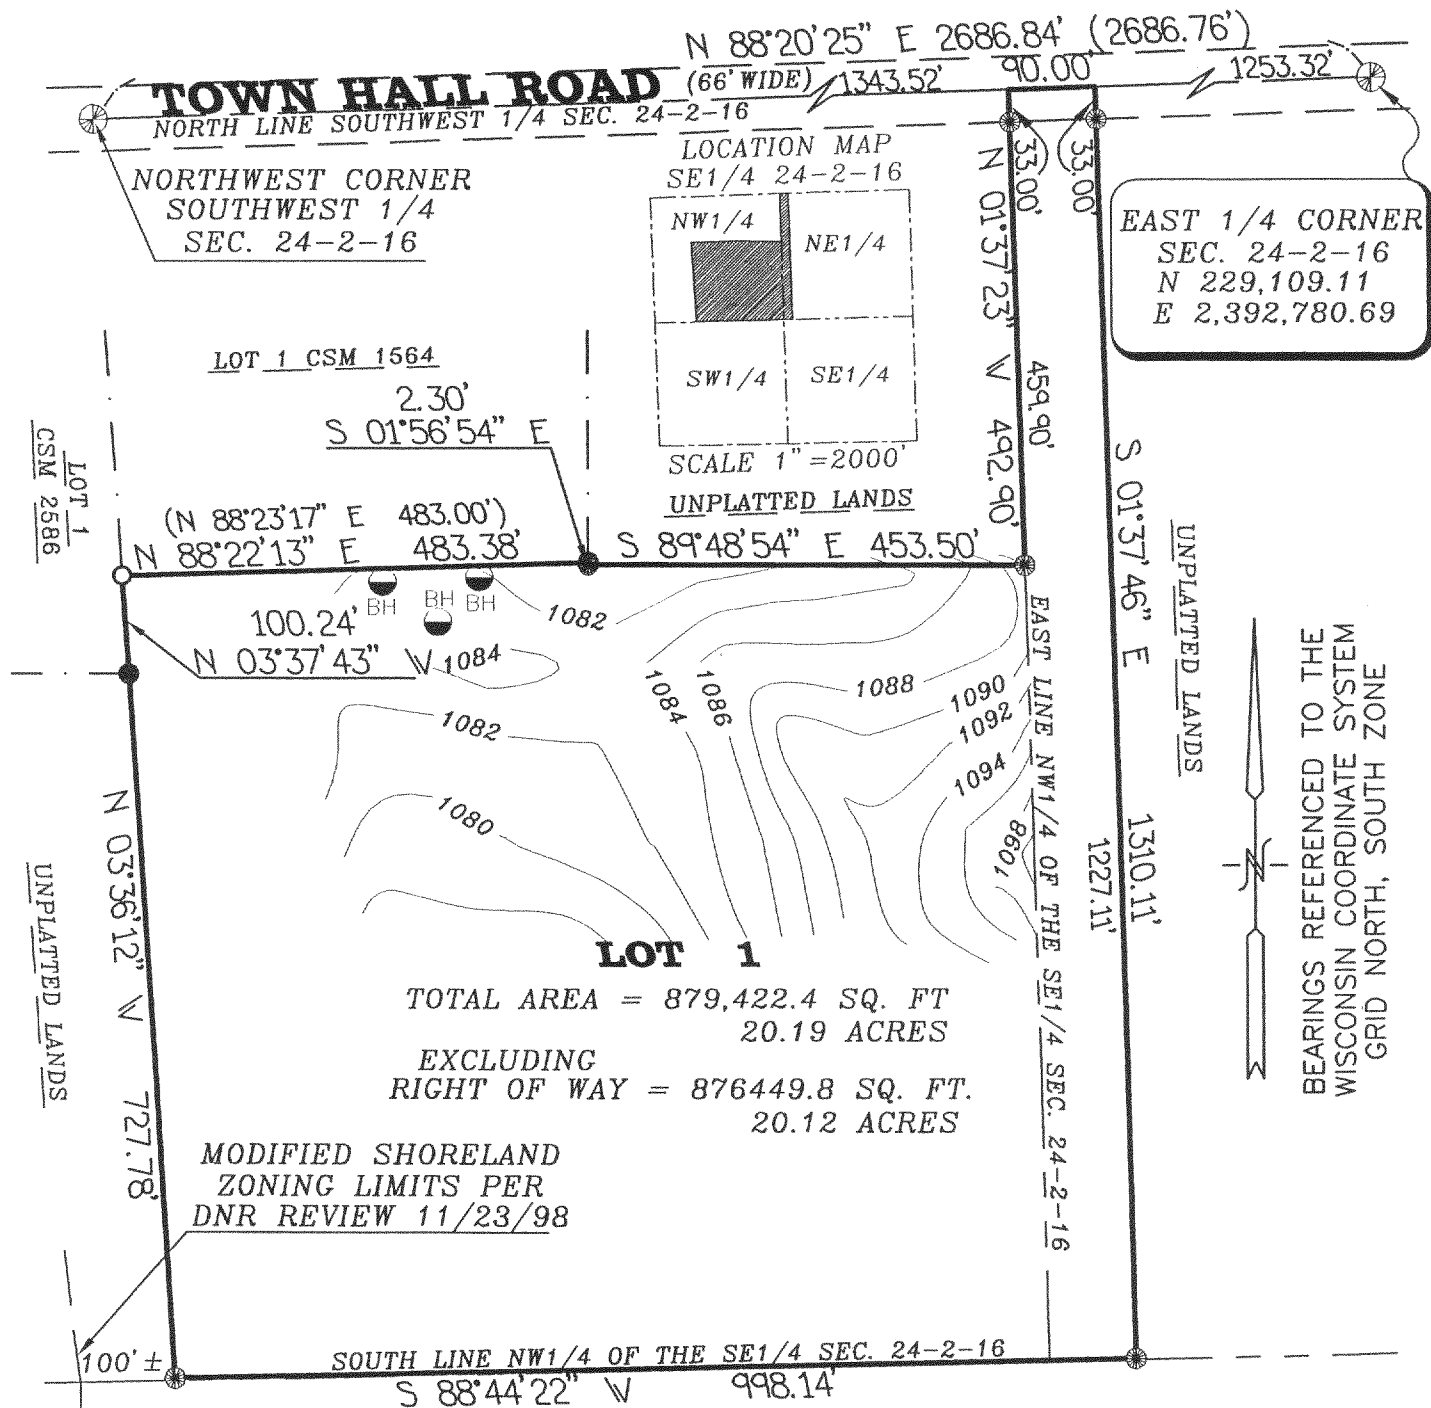 N 88°20'25" E 2686.84' (2686.76')
TOWN HALL ROAD (66' WIDE) 1343.52' 90.00' 1253.32'
NORTH LINE SOUTHWEST 1/4 SEC. 24-2-16
NORTHWEST CORNER
SOUTHWEST 1/4
SEC. 24-2-16
LOCATION MAP
SE1/4 24-2-16
NW1/4
NE1/4
SW1/4
SE1/4
SCALE 1"=2000'
UNPLATTED LANDS
33.00'
33.00'
N 01°37'23" W 492.90'
459.90'
EAST 1/4 CORNER
SEC. 24-2-16
N 229,109.11
E 2,392,780.69
LOT 1 CSM 1564
2.30'
S 01°56'54" E
LOT 1
CSM 2586
(N 88°23'17" E 483.00')
N 88°22'13" E 483.38'
S 89°48'54" E 453.50'
S 01°37'46" E 1310.11'
1227.11'
UNPLATTED LANDS
BH
BH
BH
100.24'
N 03°37'43" W
1082
1084
1082
1080
1084
1086
1088
1090
1092
1094
1098
EAST LINE NW1/4 OF THE SE1/4 SEC. 24-2-16
BEARINGS REFERENCED TO THE
WISCONSIN COORDINATE SYSTEM
GRID NORTH, SOUTH ZONE
N
N 03°36'12" W 727.78'
UNPLATTED LANDS
LOT 1
TOTAL AREA = 879,422.4 SQ. FT
20.19 ACRES
EXCLUDING
RIGHT OF WAY = 876449.8 SQ. FT.
20.12 ACRES
MODIFIED SHORELAND
ZONING LIMITS PER
DNR REVIEW 11/23/98
100' ±
SOUTH LINE NW1/4 OF THE SE1/4 SEC. 24-2-16
S 88°44'22" W 998.14'